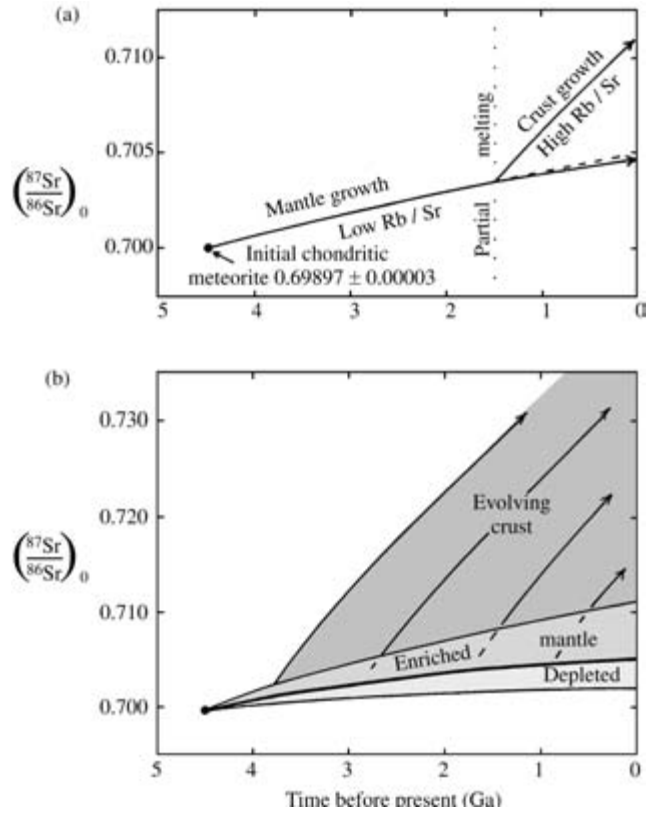 (a)
0.710
0.705
0.700
(87Sr/86Sr)0
Crust growth
High Rb / Sr
melting
Partial
Mantle growth
Low Rb / Sr
Initial chondritic
meteorite 0.69897 ± 0.00003
5 4 3 2 1 0
(b)
0.730
0.720
0.710
0.700
(87Sr/86Sr)0
Evolving
crust
Enriched
mantle
Depleted
5 4 3 2 1 0
Time before present (Ga)